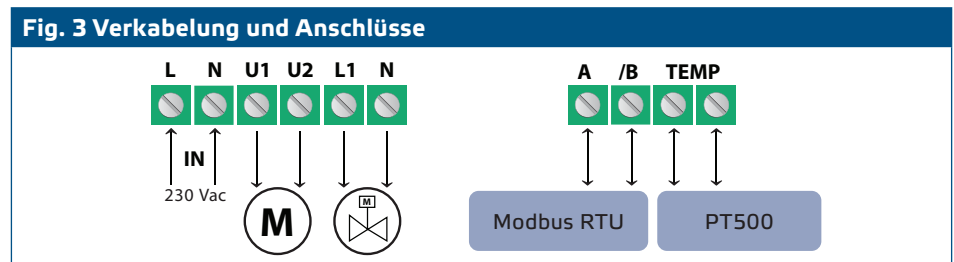 Fig. 3 Verkabelung und Anschlüsse
L N U1 U2 L1 N
A /B TEMP
IN
230 Vac
M
M
Modbus RTU
PT500